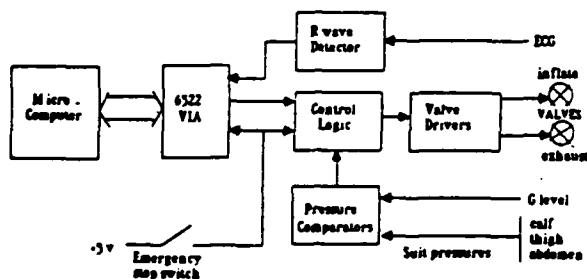 R wave
Detector
ECG
Micro-
Computer
6522
VIA
Control
Logic
Valve
Drivers
inflate
VALVES
exhaust
Pressure
Comparators
G level
calf
thigh
abdomen
Suit pressures
+5 v
Emergency
stop switch